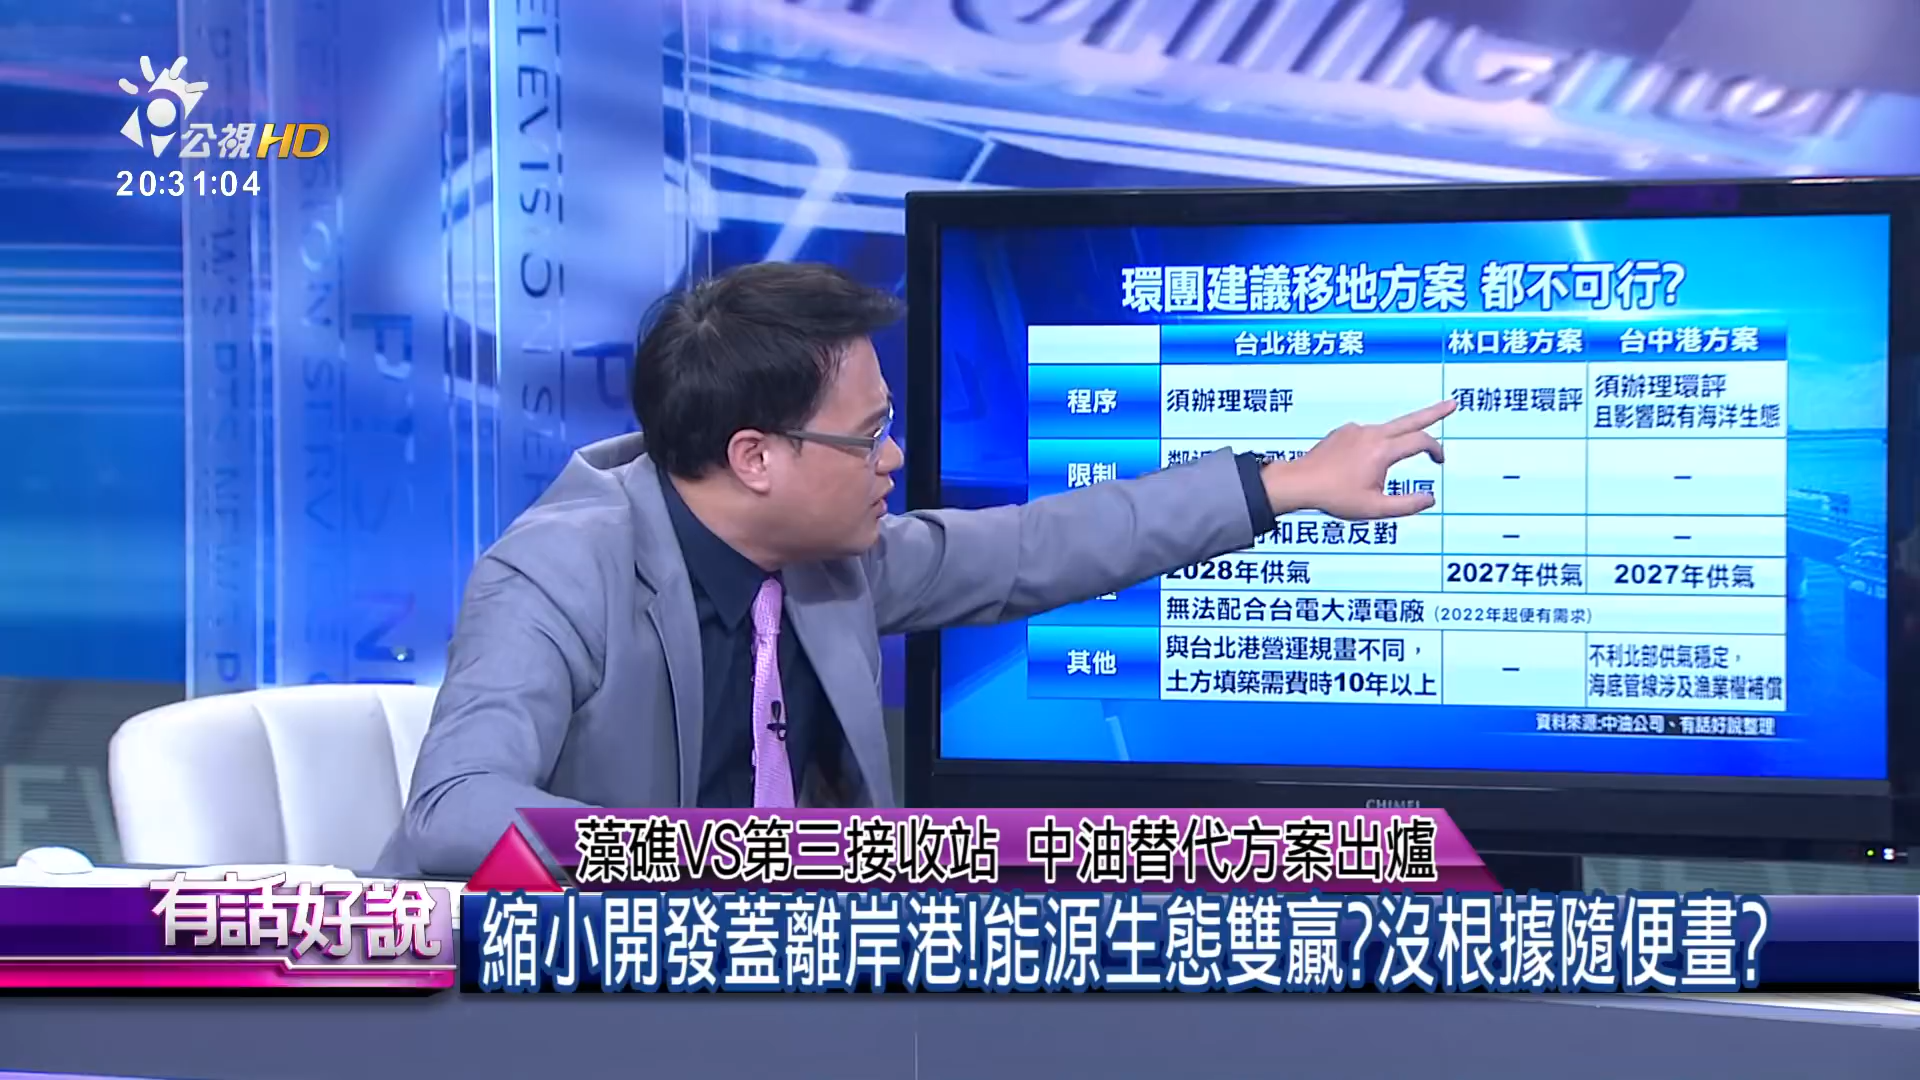 公視HD
20:31:04
環團建議移地方案 都不可行?
台北港方案 林口港方案 台中港方案
程序 須辦理環評 須辦理環評 須辦理環評
且影響既有海洋生態
限制 – –
制區
和民意反對 – –
2028年供氣 2027年供氣 2027年供氣
無法配合台電大潭電廠 (2022年起便有需求)
其他 與台北港營運規畫不同,
土方填築需費時10年以上
–
不利北部供氣穩定,
海底管線涉及漁業權補償
資料來源:中油公司、有話好說整理
CHIMEI
藻礁VS第三接收站 中油替代方案出爐
有話好說
縮小開發蓋離岸港!能源生態雙贏?沒根據隨便畫?